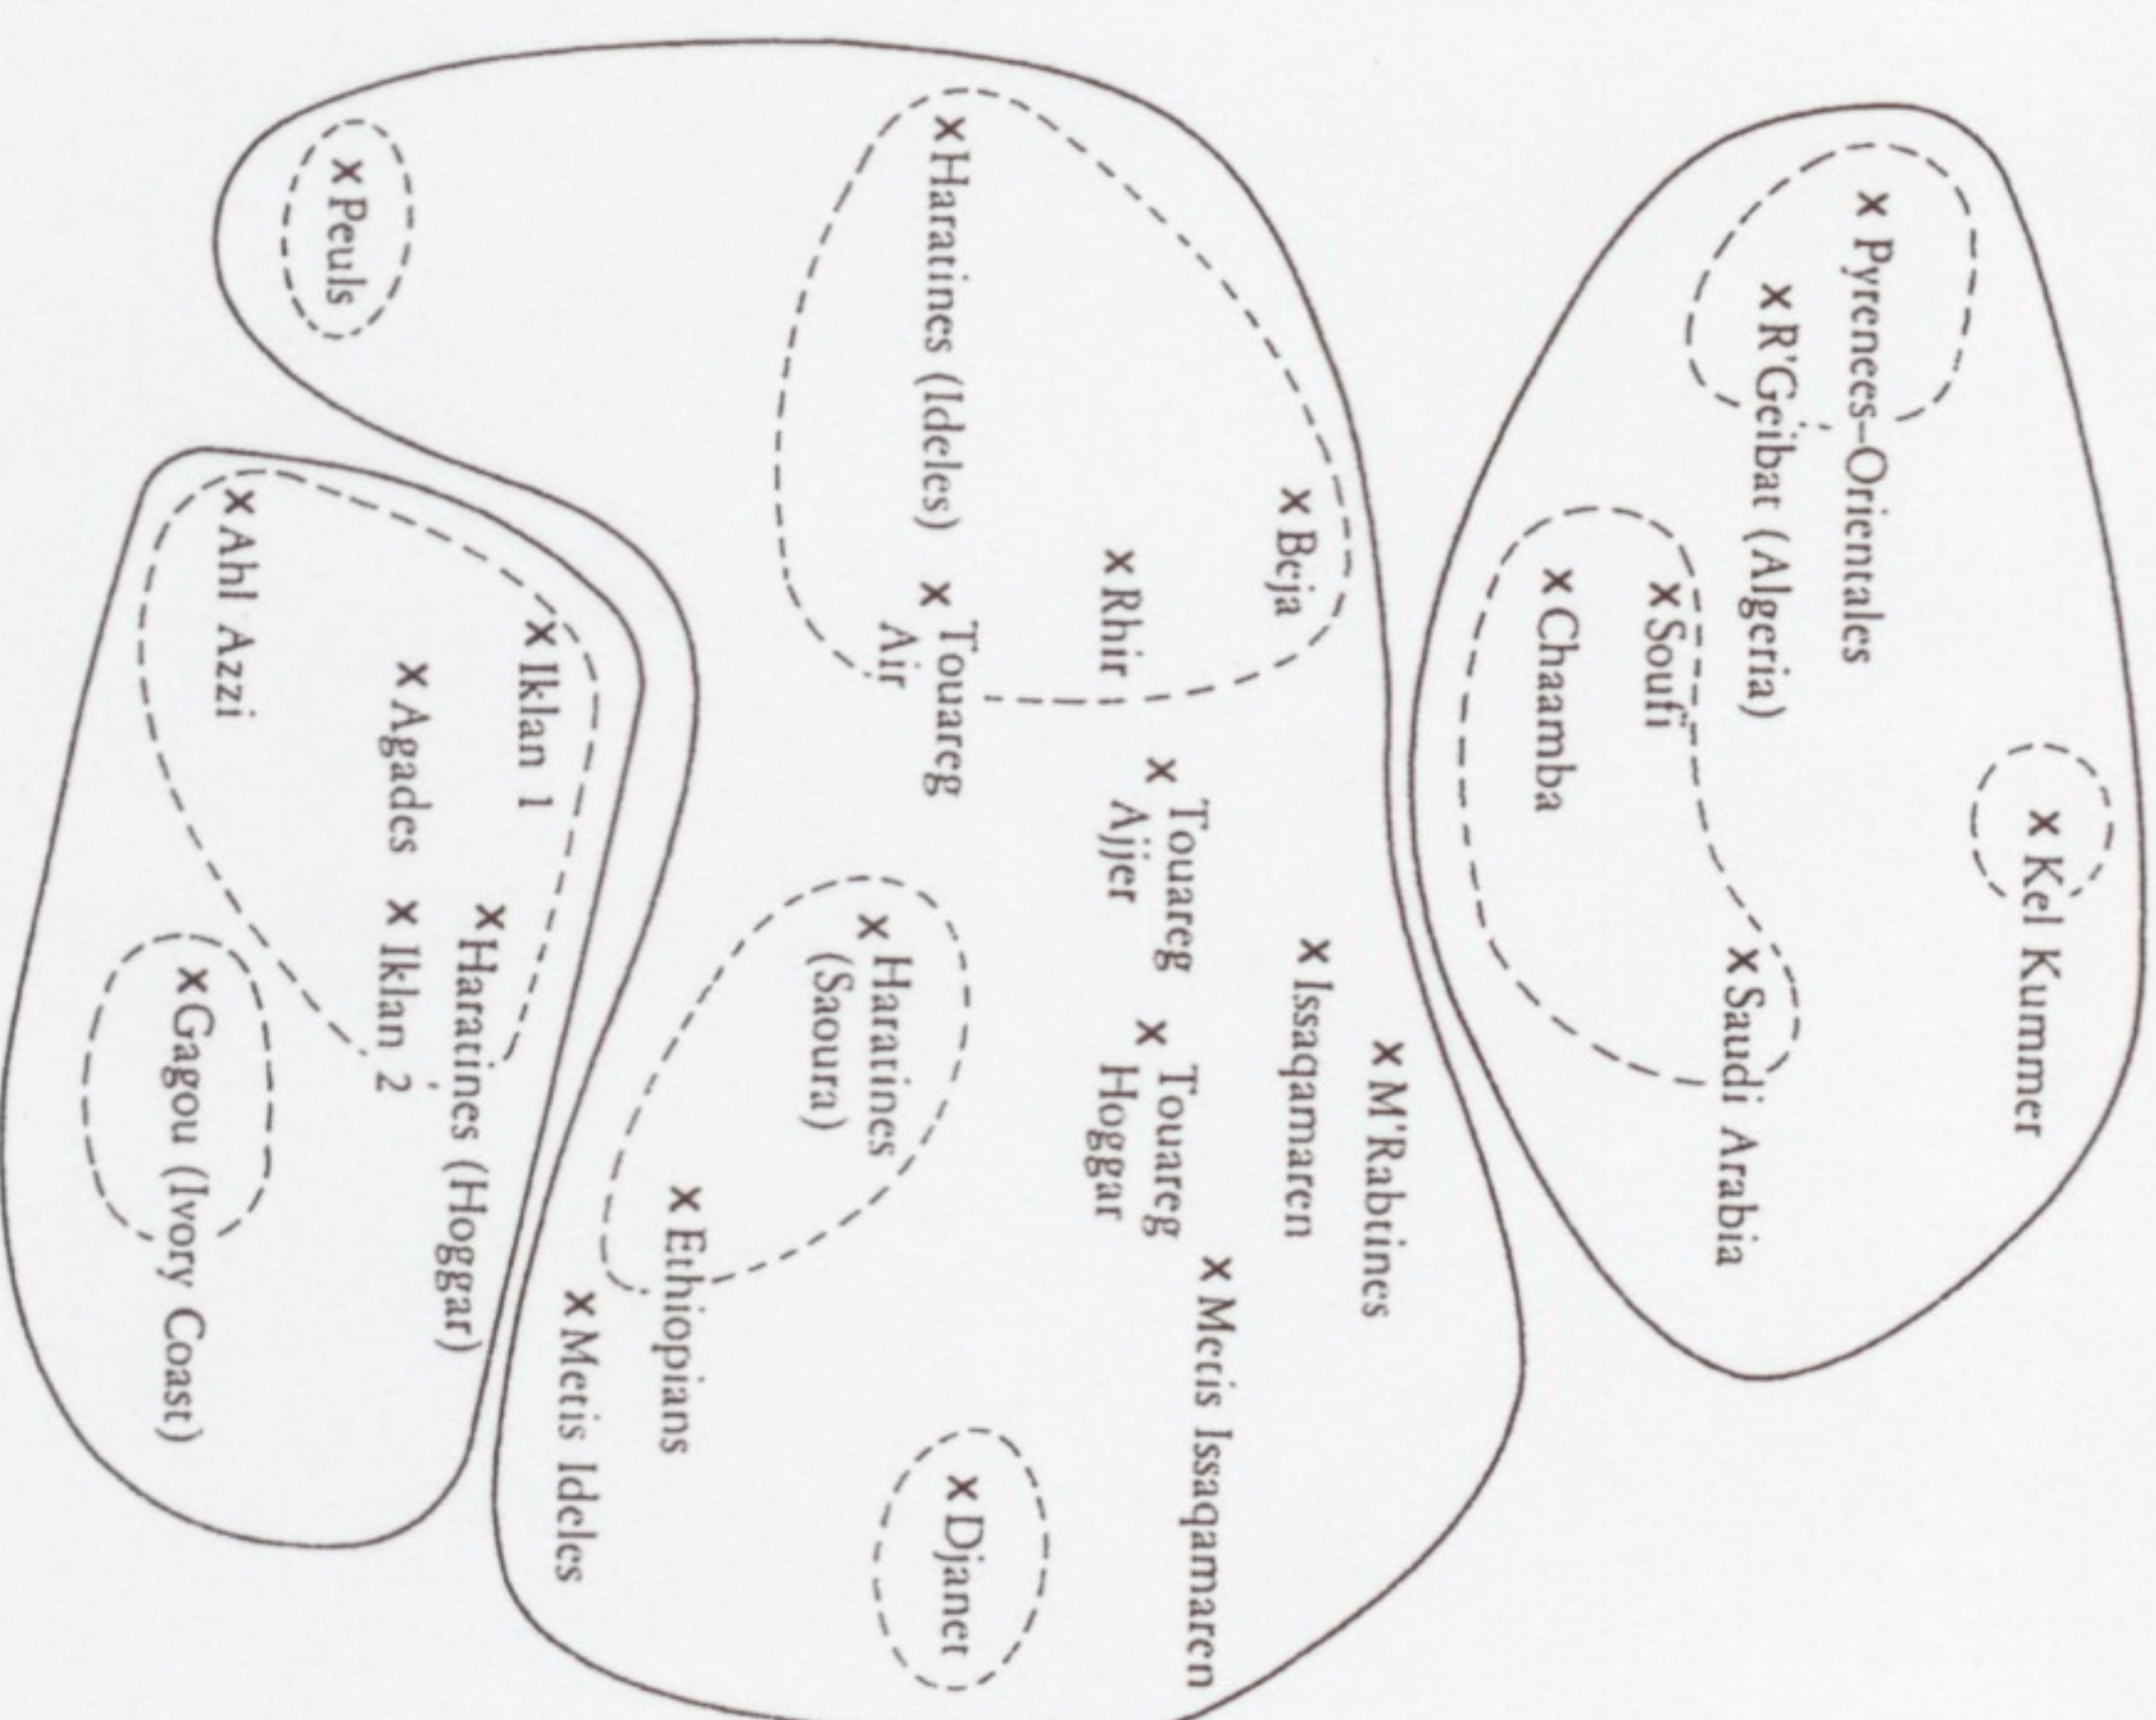 Kel Kummer
Pyrenees-Orientales
R'Geibat (Algeria)
Saudi Arabia
Soufi
Chaamba
M'Rabtines
Issaqamaren
Beja
Metis Issaqamaren
Touareg
Ajjer
Touareg
Hoggar
Rhir
Djanet
Haratines (Ideles)
Touareg
Air
Haratines
(Saoura)
Ethiopians
Metis Ideles
Iklan 1
Haratines (Hoggar)
Agades
Iklan 2
Peuls
Ahl Azzi
Gagou (Ivory Coast)